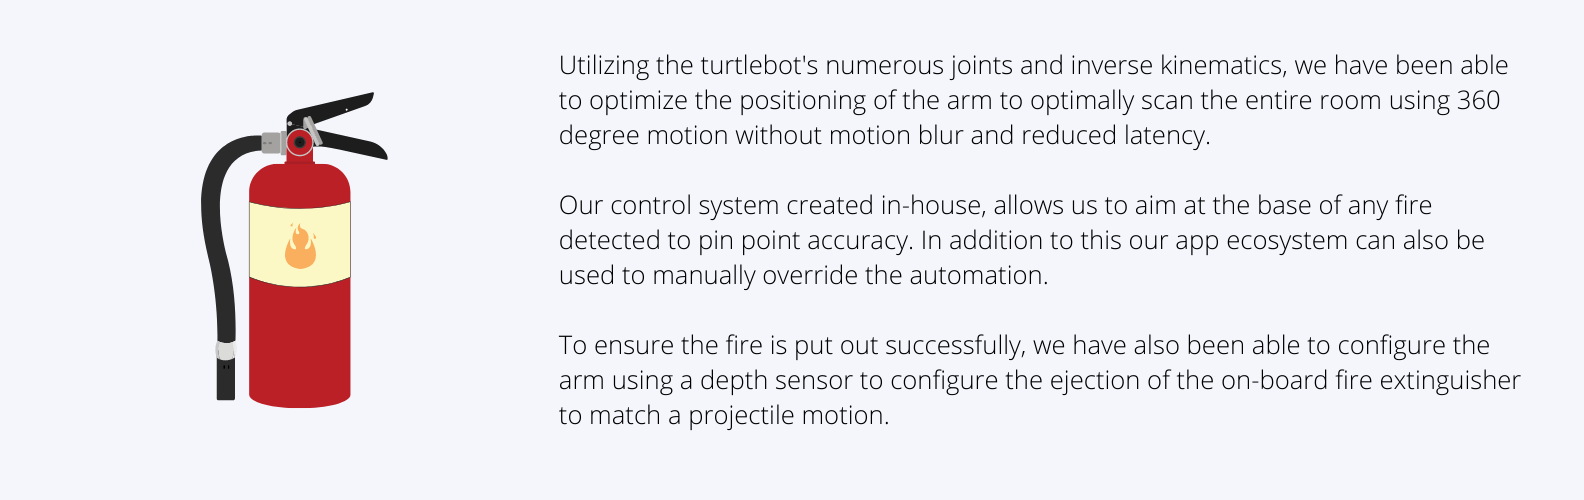 Utilizing the turtlebot's numerous joints and inverse kinematics, we have been able
to optimize the positioning of the arm to optimally scan the entire room using 360
degree motion without motion blur and reduced latency.
Our control system created in-house, allows us to aim at the base of any fire
detected to pin point accuracy. In addition to this our app ecosystem can also be
used to manually override the automation.
To ensure the fire is put out successfully, we have also been able to configure the
arm using a depth sensor to configure the ejection of the on-board fire extinguisher
to match a projectile motion.